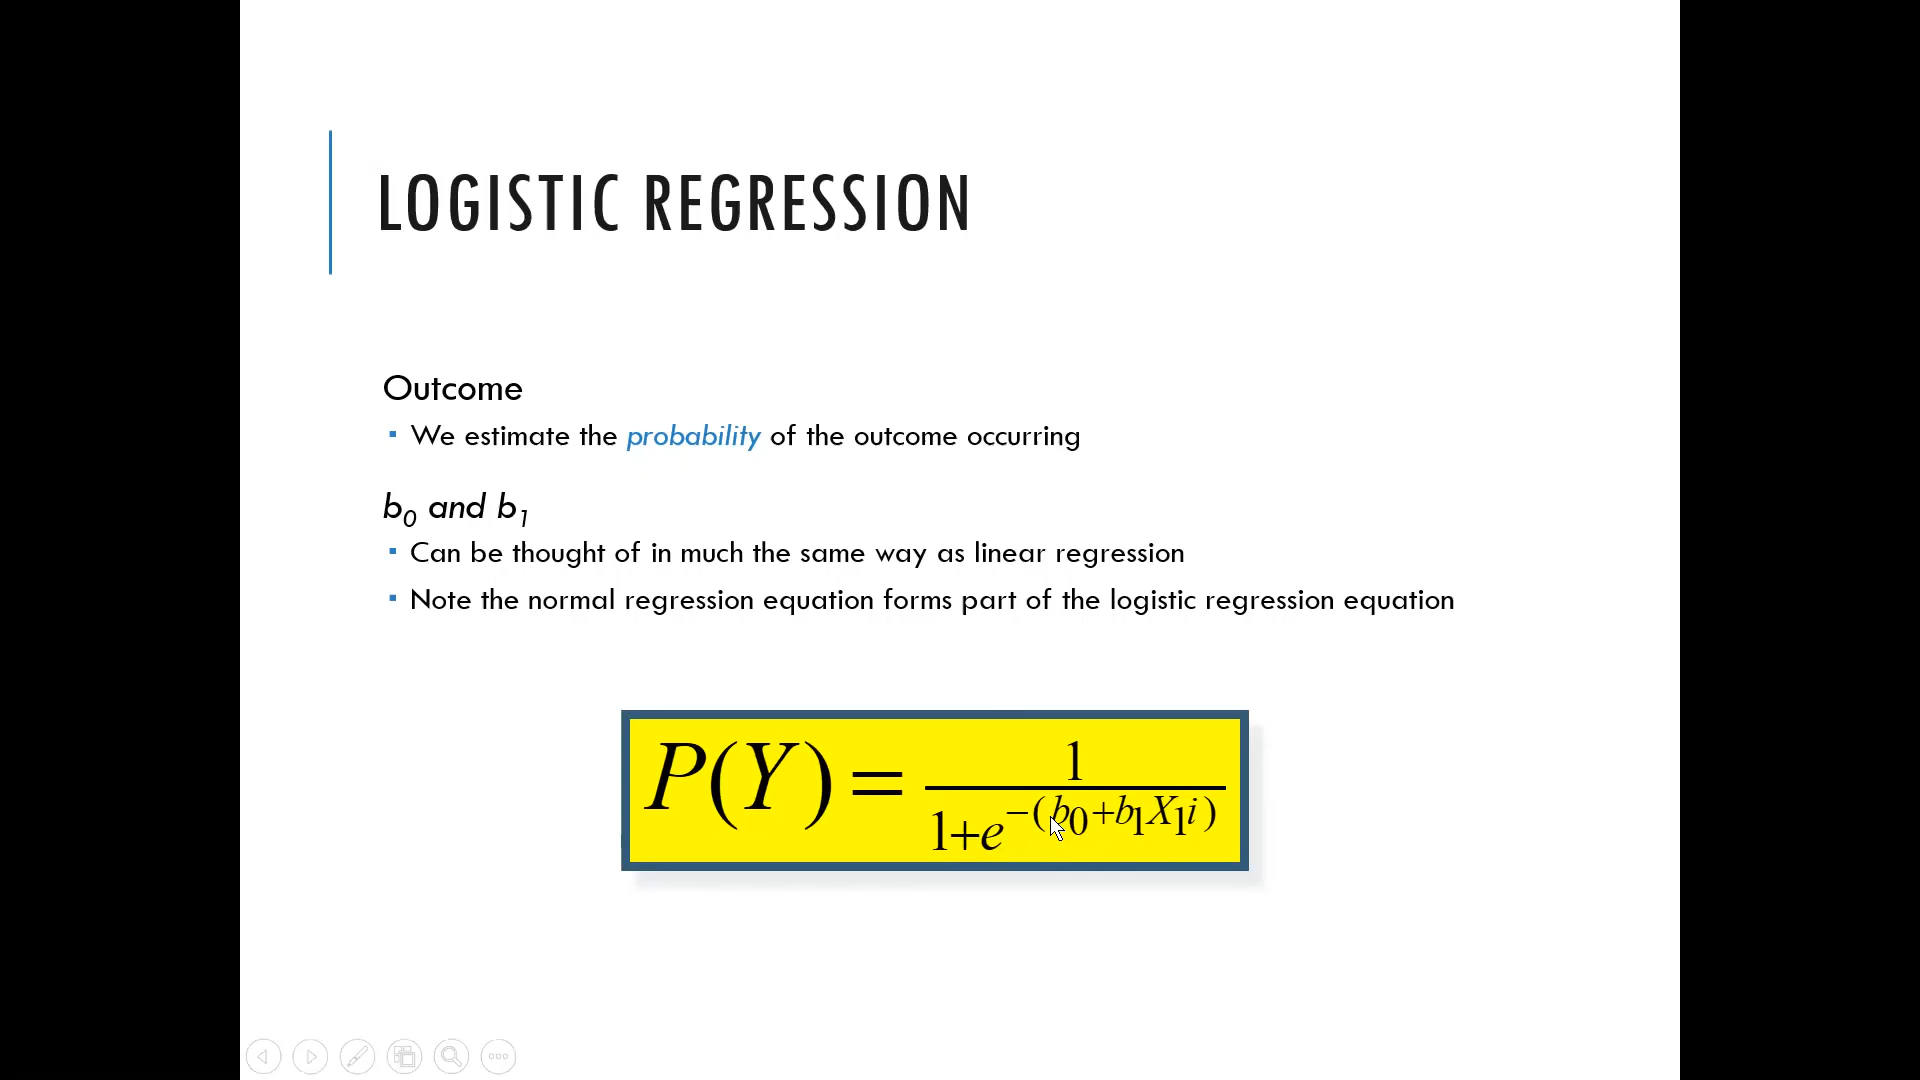 LOGISTIC REGRESSION
Outcome
▪ We estimate the probability of the outcome occurring
b₀ and b₁
▪ Can be thought of in much the same way as linear regression
▪ Note the normal regression equation forms part of the logistic regression equation
P(Y) = 1 / (1+e^−(b₀+b₁X₁i))